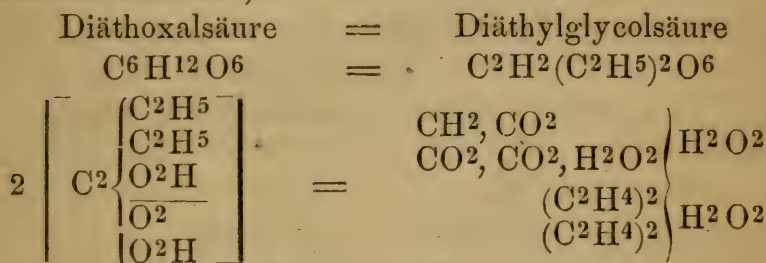 Diäthoxalsäure = Diäthylglycolsäure
C⁶H¹²O⁶ = C²H²(C²H⁵)²O⁶
C²H⁵
C²H⁵ CH², CO²
2 C² O²H = CO², CO², H²O² H²O²
O² (C²H⁴)²
O²H (C²H⁴)² H²O²